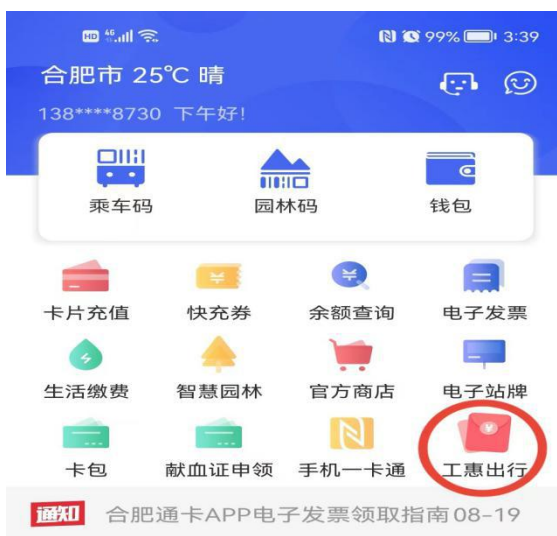 HD 46 99% 3:39
合肥市 25℃ 晴
138****8730 下午好!
乘车码 园林码 钱包
卡片充值 快充券 余额查询 电子发票
生活缴费 智慧园林 官方商店 电子站牌
卡包 献血证申领 手机一卡通 工惠出行
通知 合肥通卡APP电子发票领取指南 08-19